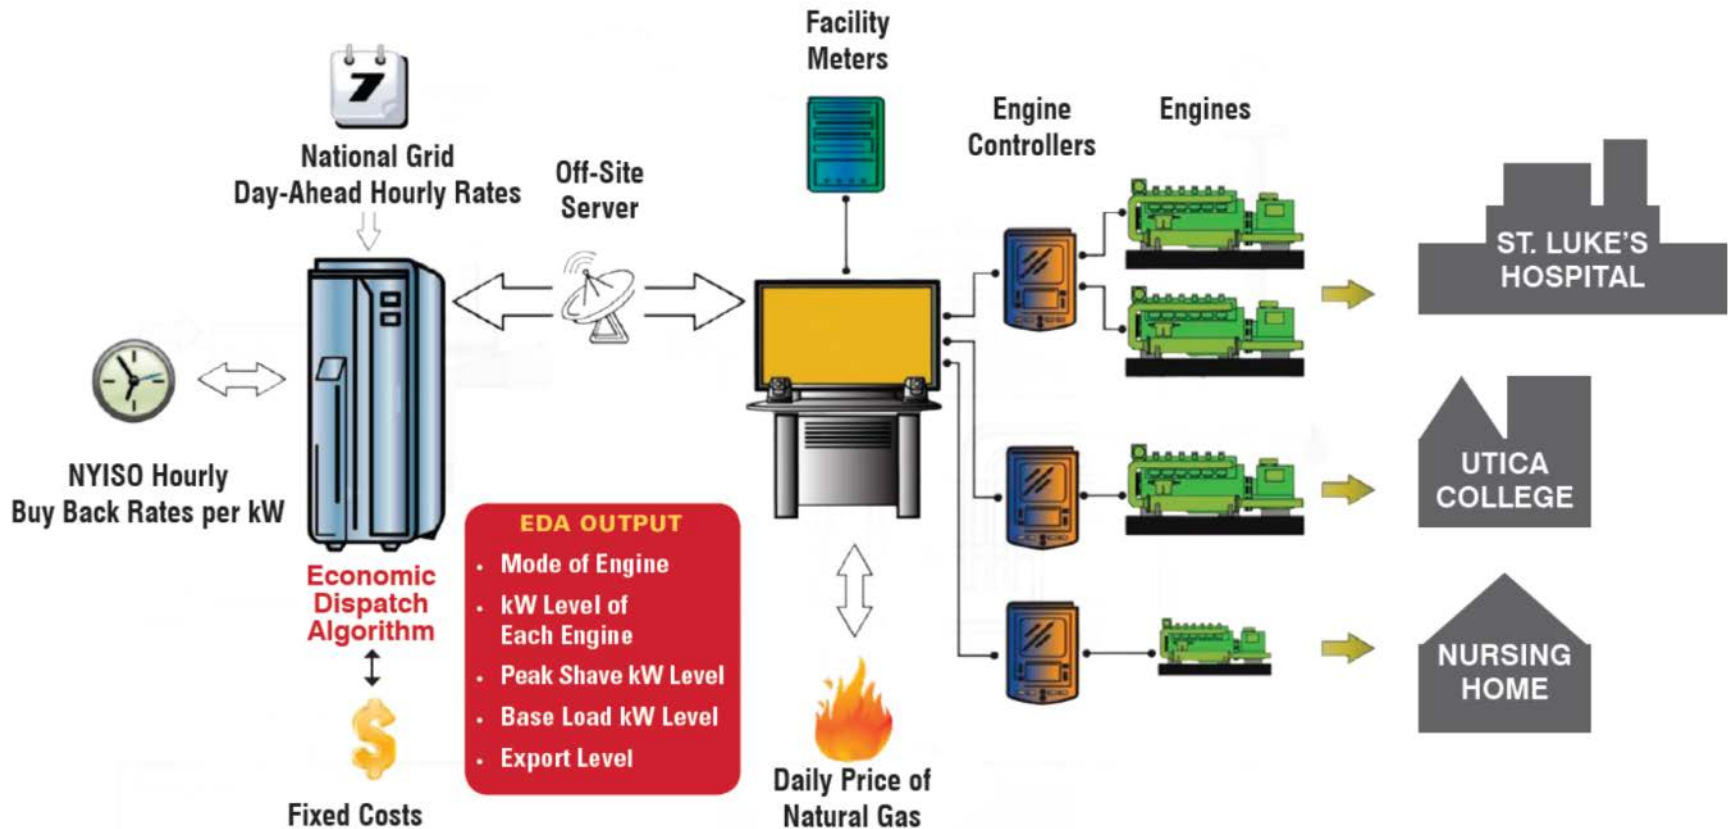 Facility
Meters
7
National Grid
Day-Ahead Hourly Rates
Off-Site
Server
Engine
Controllers
Engines
ST. LUKE'S
HOSPITAL
NYISO Hourly
Buy Back Rates per kW
UTICA
COLLEGE
Economic
Dispatch
Algorithm
EDA OUTPUT
• Mode of Engine
• kW Level of
Each Engine
• Peak Shave kW Level
• Base Load kW Level
• Export Level
NURSING
HOME
$
Fixed Costs
Daily Price of
Natural Gas